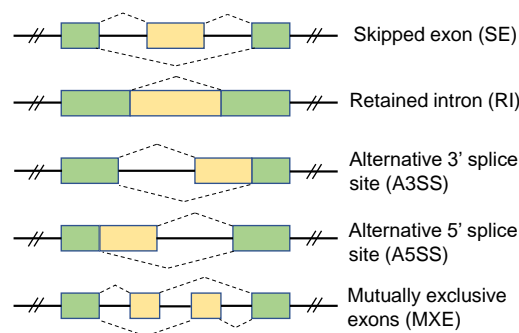 Skipped exon (SE)
Retained intron (RI)
Alternative 3' splice
site (A3SS)
Alternative 5' splice
site (A5SS)
Mutually exclusive
exons (MXE)